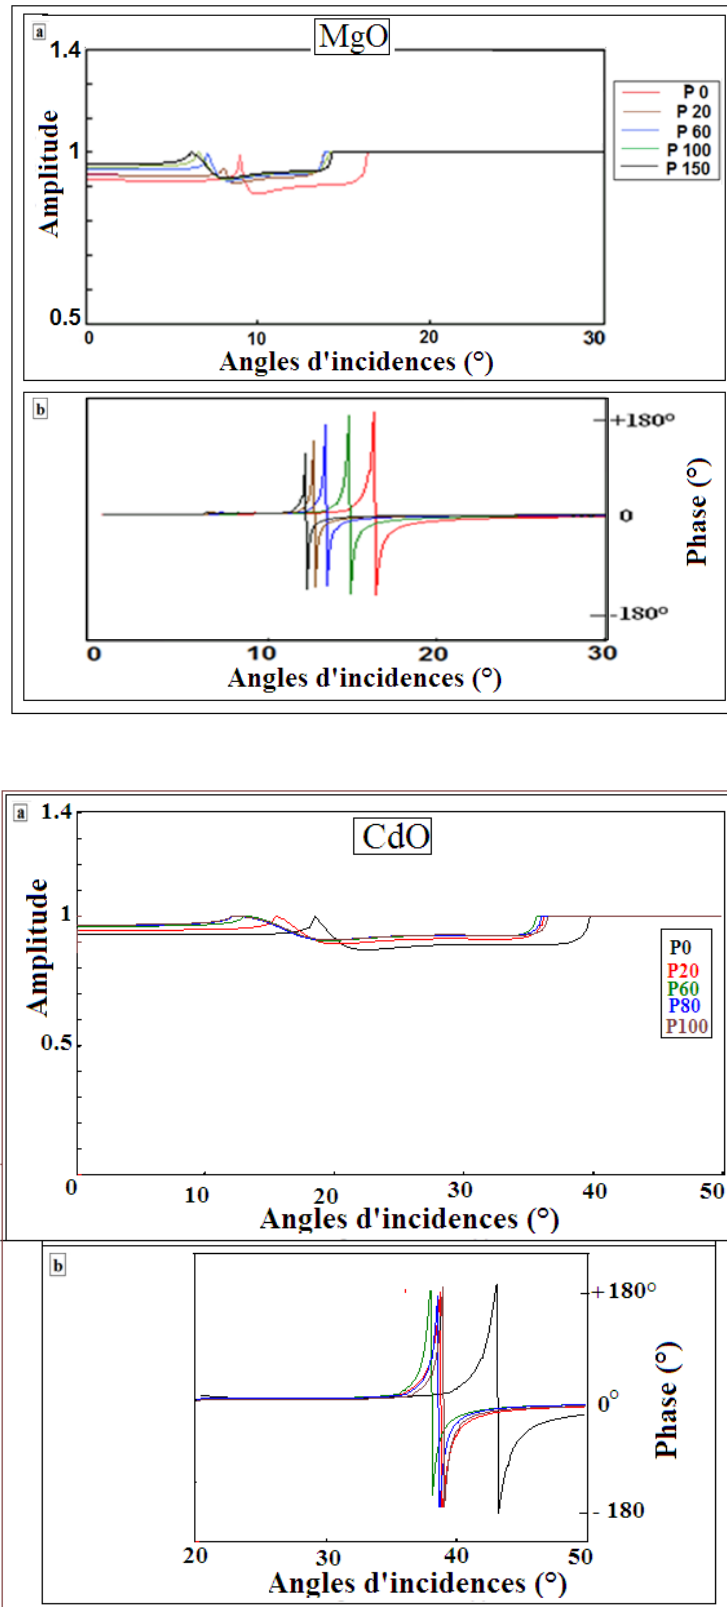 a
MgO
1.4
1
0.5
Amplitude
P 0
P 20
P 60
P 100
P 150
0
10
20
30
Angles d'incidences (°)
b
+180°
0
-180°
Phase (°)
0
10
20
30
Angles d'incidences (°)
a
CdO
1.4
1
0.5
Amplitude
P0
P20
P60
P80
P100
0
10
20
30
40
50
Angles d'incidences (°)
b
+180°
0°
- 180
Phase (°)
20
30
40
50
Angles d'incidences (°)